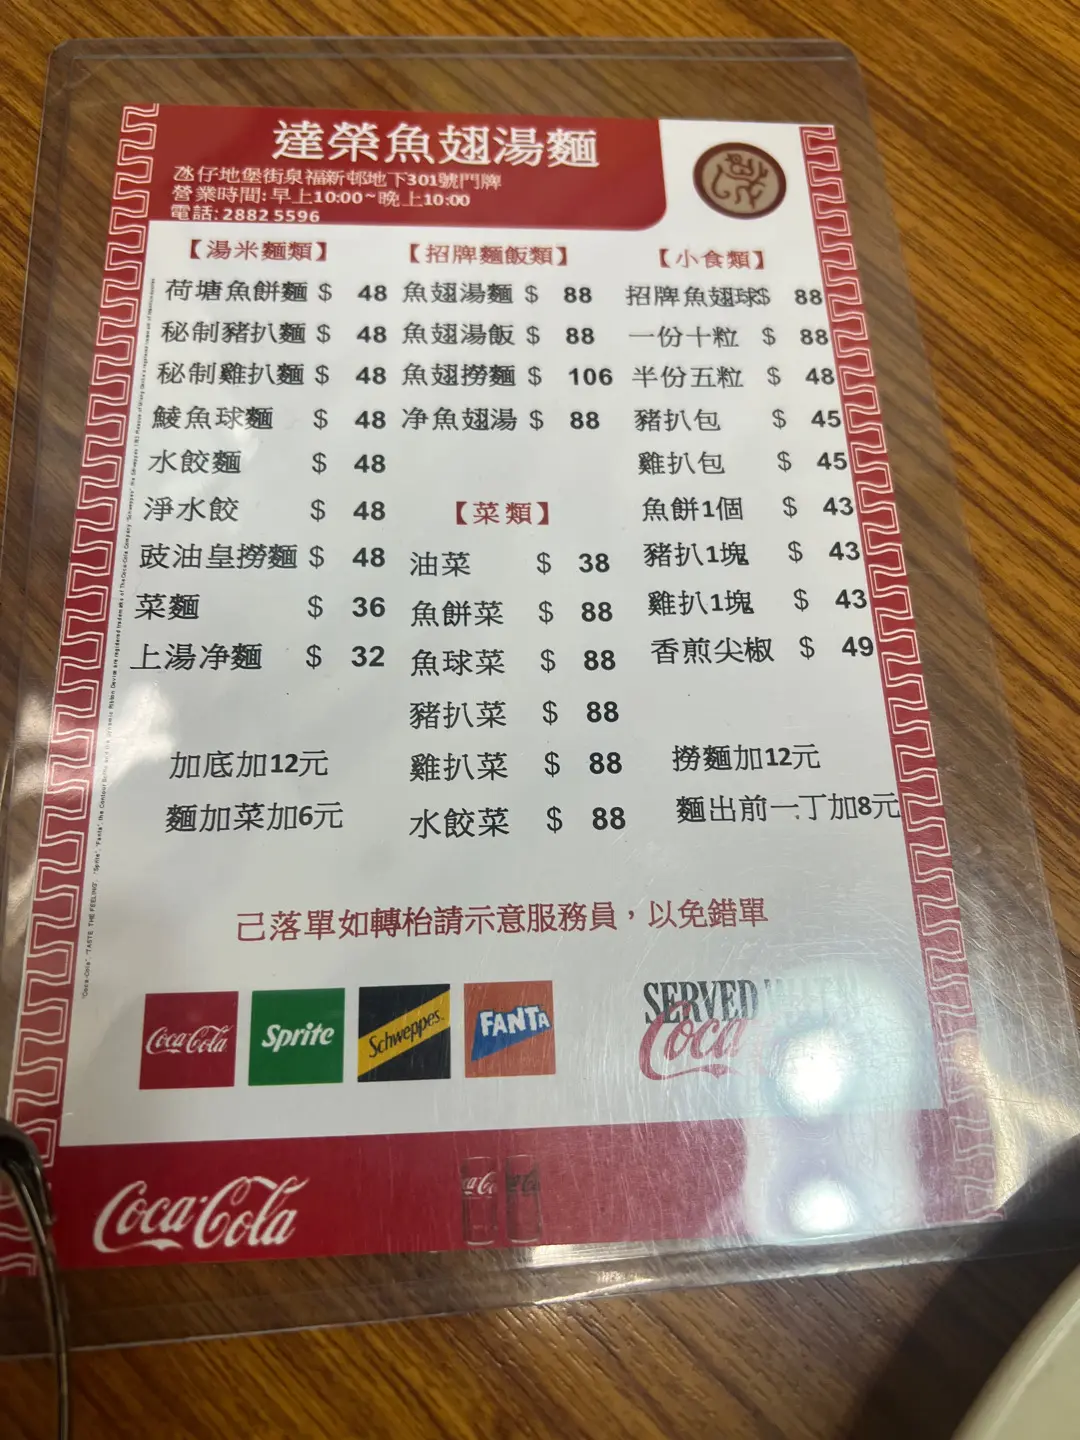 達榮魚翅湯麵
氹仔地堡街泉福新邨地下301號門牌
營業時間:早上10:00~晚上10:00
電話:2882 5596
【湯米麵類】
荷塘魚餅麵 $ 48
秘制豬扒麵 $ 48
秘制雞扒麵 $ 48
鯪魚球麵 $ 48
水餃麵 $ 48
淨水餃 $ 48
豉油皇撈麵 $ 48
菜麵 $ 36
上湯净麵 $ 32
加底加12元
麵加菜加6元
【招牌麵飯類】
魚翅湯麵 $ 88
魚翅湯飯 $ 88
魚翅撈麵 $ 106
净魚翅湯 $ 88
【菜類】
油菜 $ 38
魚餅菜 $ 88
魚球菜 $ 88
豬扒菜 $ 88
雞扒菜 $ 88
水餃菜 $ 88
【小食類】
招牌魚翅球$ 88
一份十粒 $ 88
半份五粒 $ 48
豬扒包 $ 45
雞扒包 $ 45
魚餅1個 $ 43
豬扒1塊 $ 43
雞扒1塊 $ 43
香煎尖椒 $ 49
撈麵加12元
麵出前一丁加8元
己落單如轉枱請示意服務員，以免錯單
Coca-Cola
Sprite
Schweppes
FANTA
SERVED
Coca
Coca-Cola